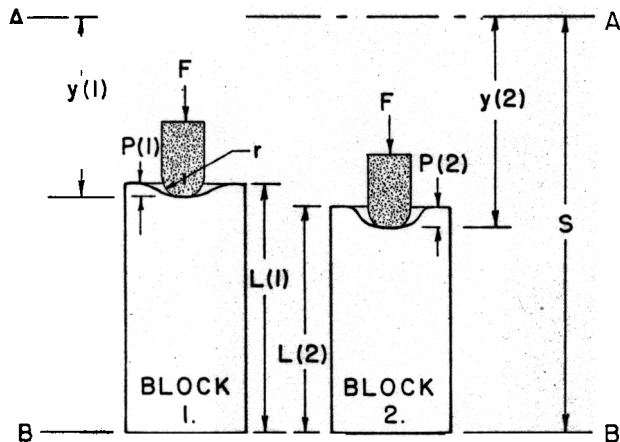 A
A
y(1)
F
P(1)
r
F
y(2)
P(2)
L(1)
S
L(2)
BLOCK
1.
BLOCK
2.
B
B